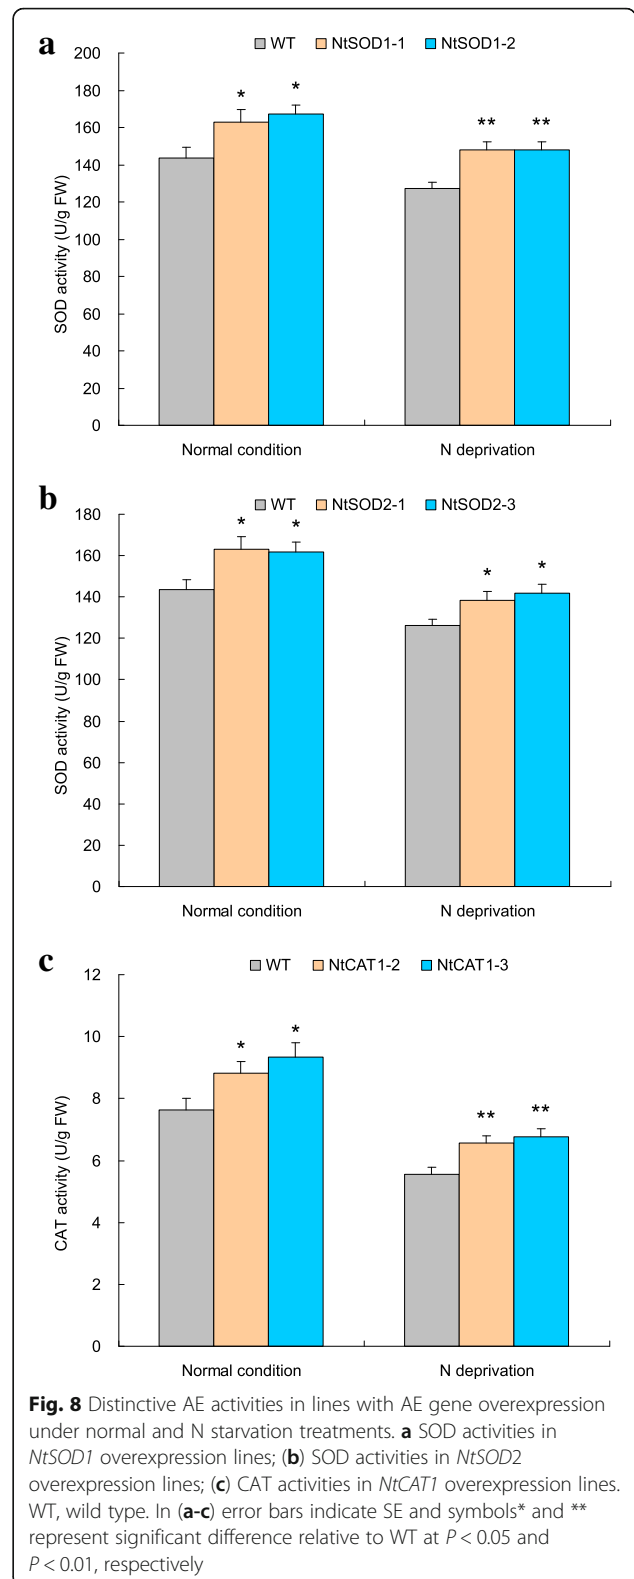 a
WT NtSOD1-1 NtSOD1-2
200
180
160
140
120
100
80
60
40
20
0
SOD activity (U/g FW)
* * ** **
Normal condition N deprivation
b
WT NtSOD2-1 NtSOD2-3
180
160
140
120
100
80
60
40
20
0
SOD activity (U/g FW)
* * * *
Normal condition N deprivation
c
WT NtCAT1-2 NtCAT1-3
12
10
8
6
4
2
0
CAT activity (U/g FW)
* * ** **
Normal condition N deprivation
Fig. 8 Distinctive AE activities in lines with AE gene overexpression
under normal and N starvation treatments. a SOD activities in
NtSOD1 overexpression lines; (b) SOD activities in NtSOD2
overexpression lines; (c) CAT activities in NtCAT1 overexpression lines.
WT, wild type. In (a-c) error bars indicate SE and symbols* and **
represent significant difference relative to WT at P < 0.05 and
P < 0.01, respectively